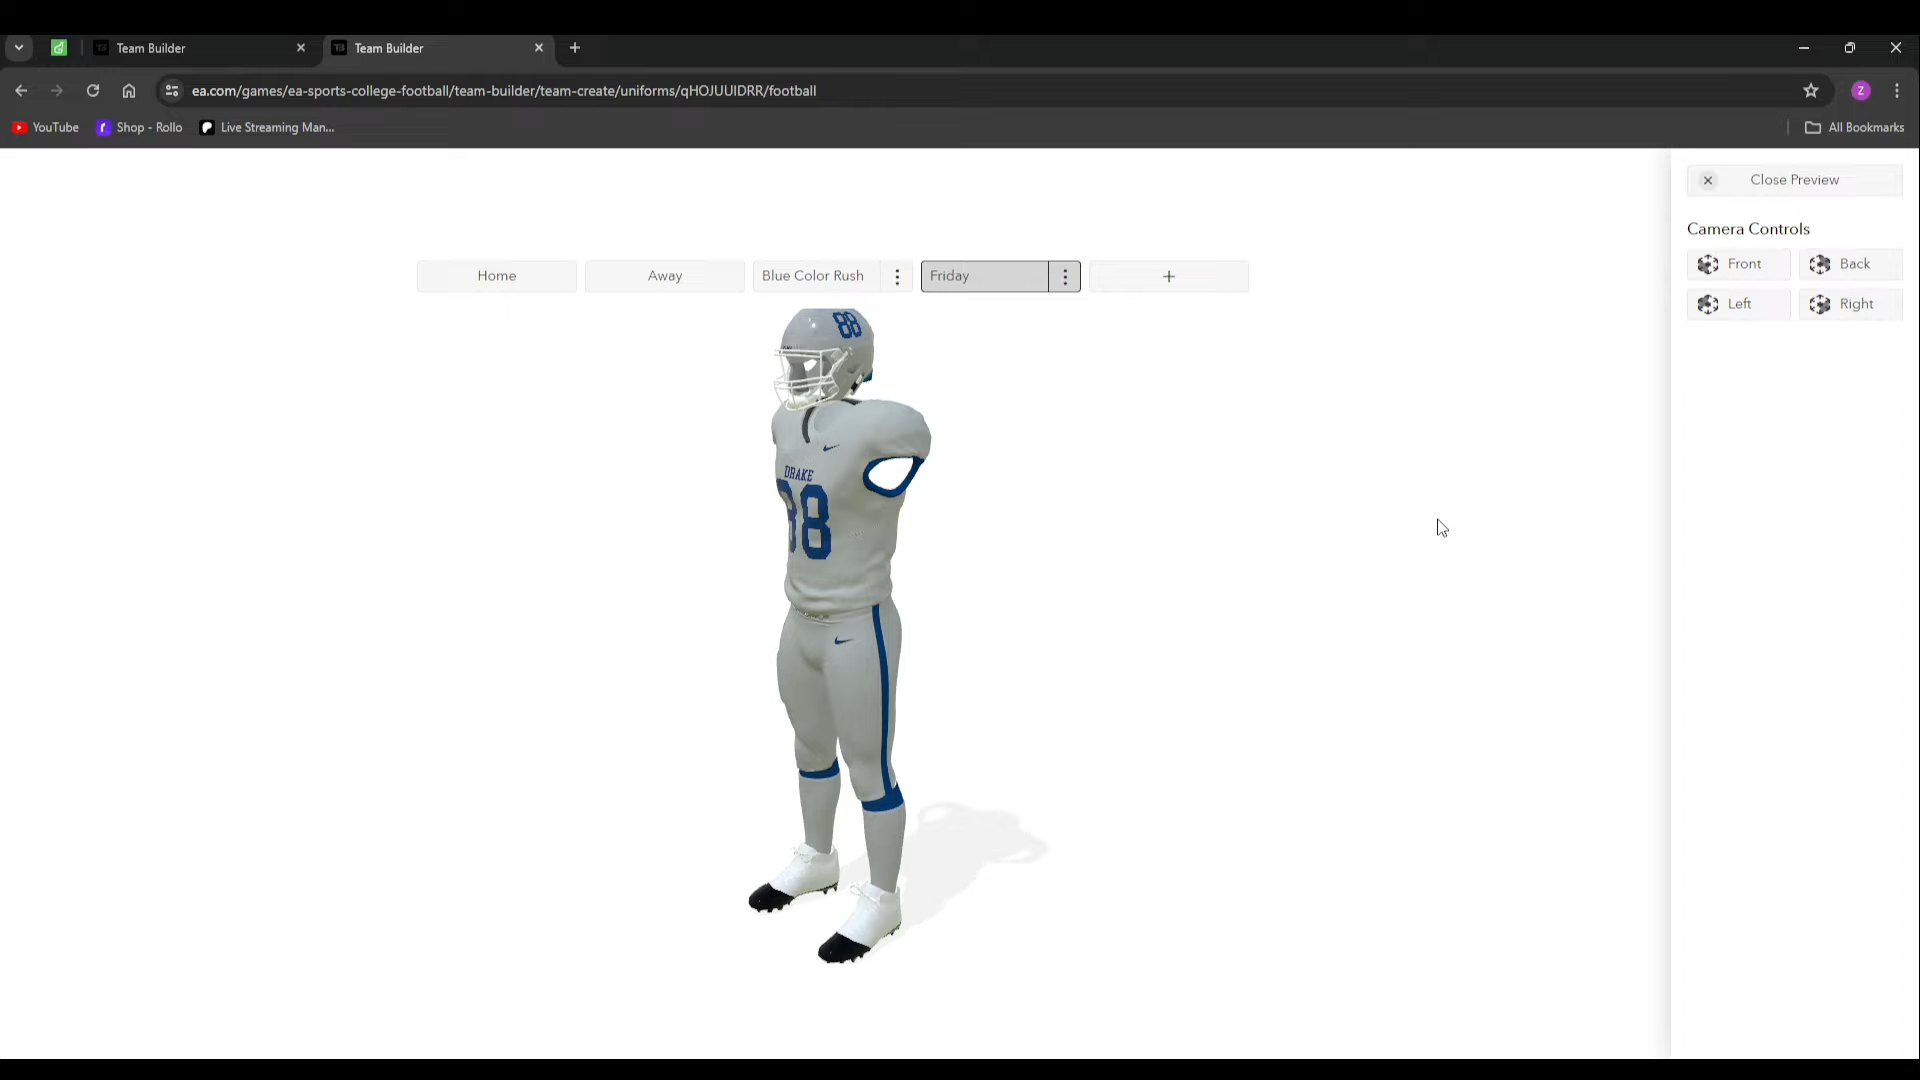 Team Builder
Team Builder
ea.com/games/ea-sports-college-football/team-builder/team-create/uniforms/qHOJUUIDRR/football
Z
YouTube
Shop - Rollo
Live Streaming Man...
All Bookmarks
Close Preview
Camera Controls
Front
Back
Left
Right
Home
Away
Blue Color Rush
Friday
+
88
DRAKE
88